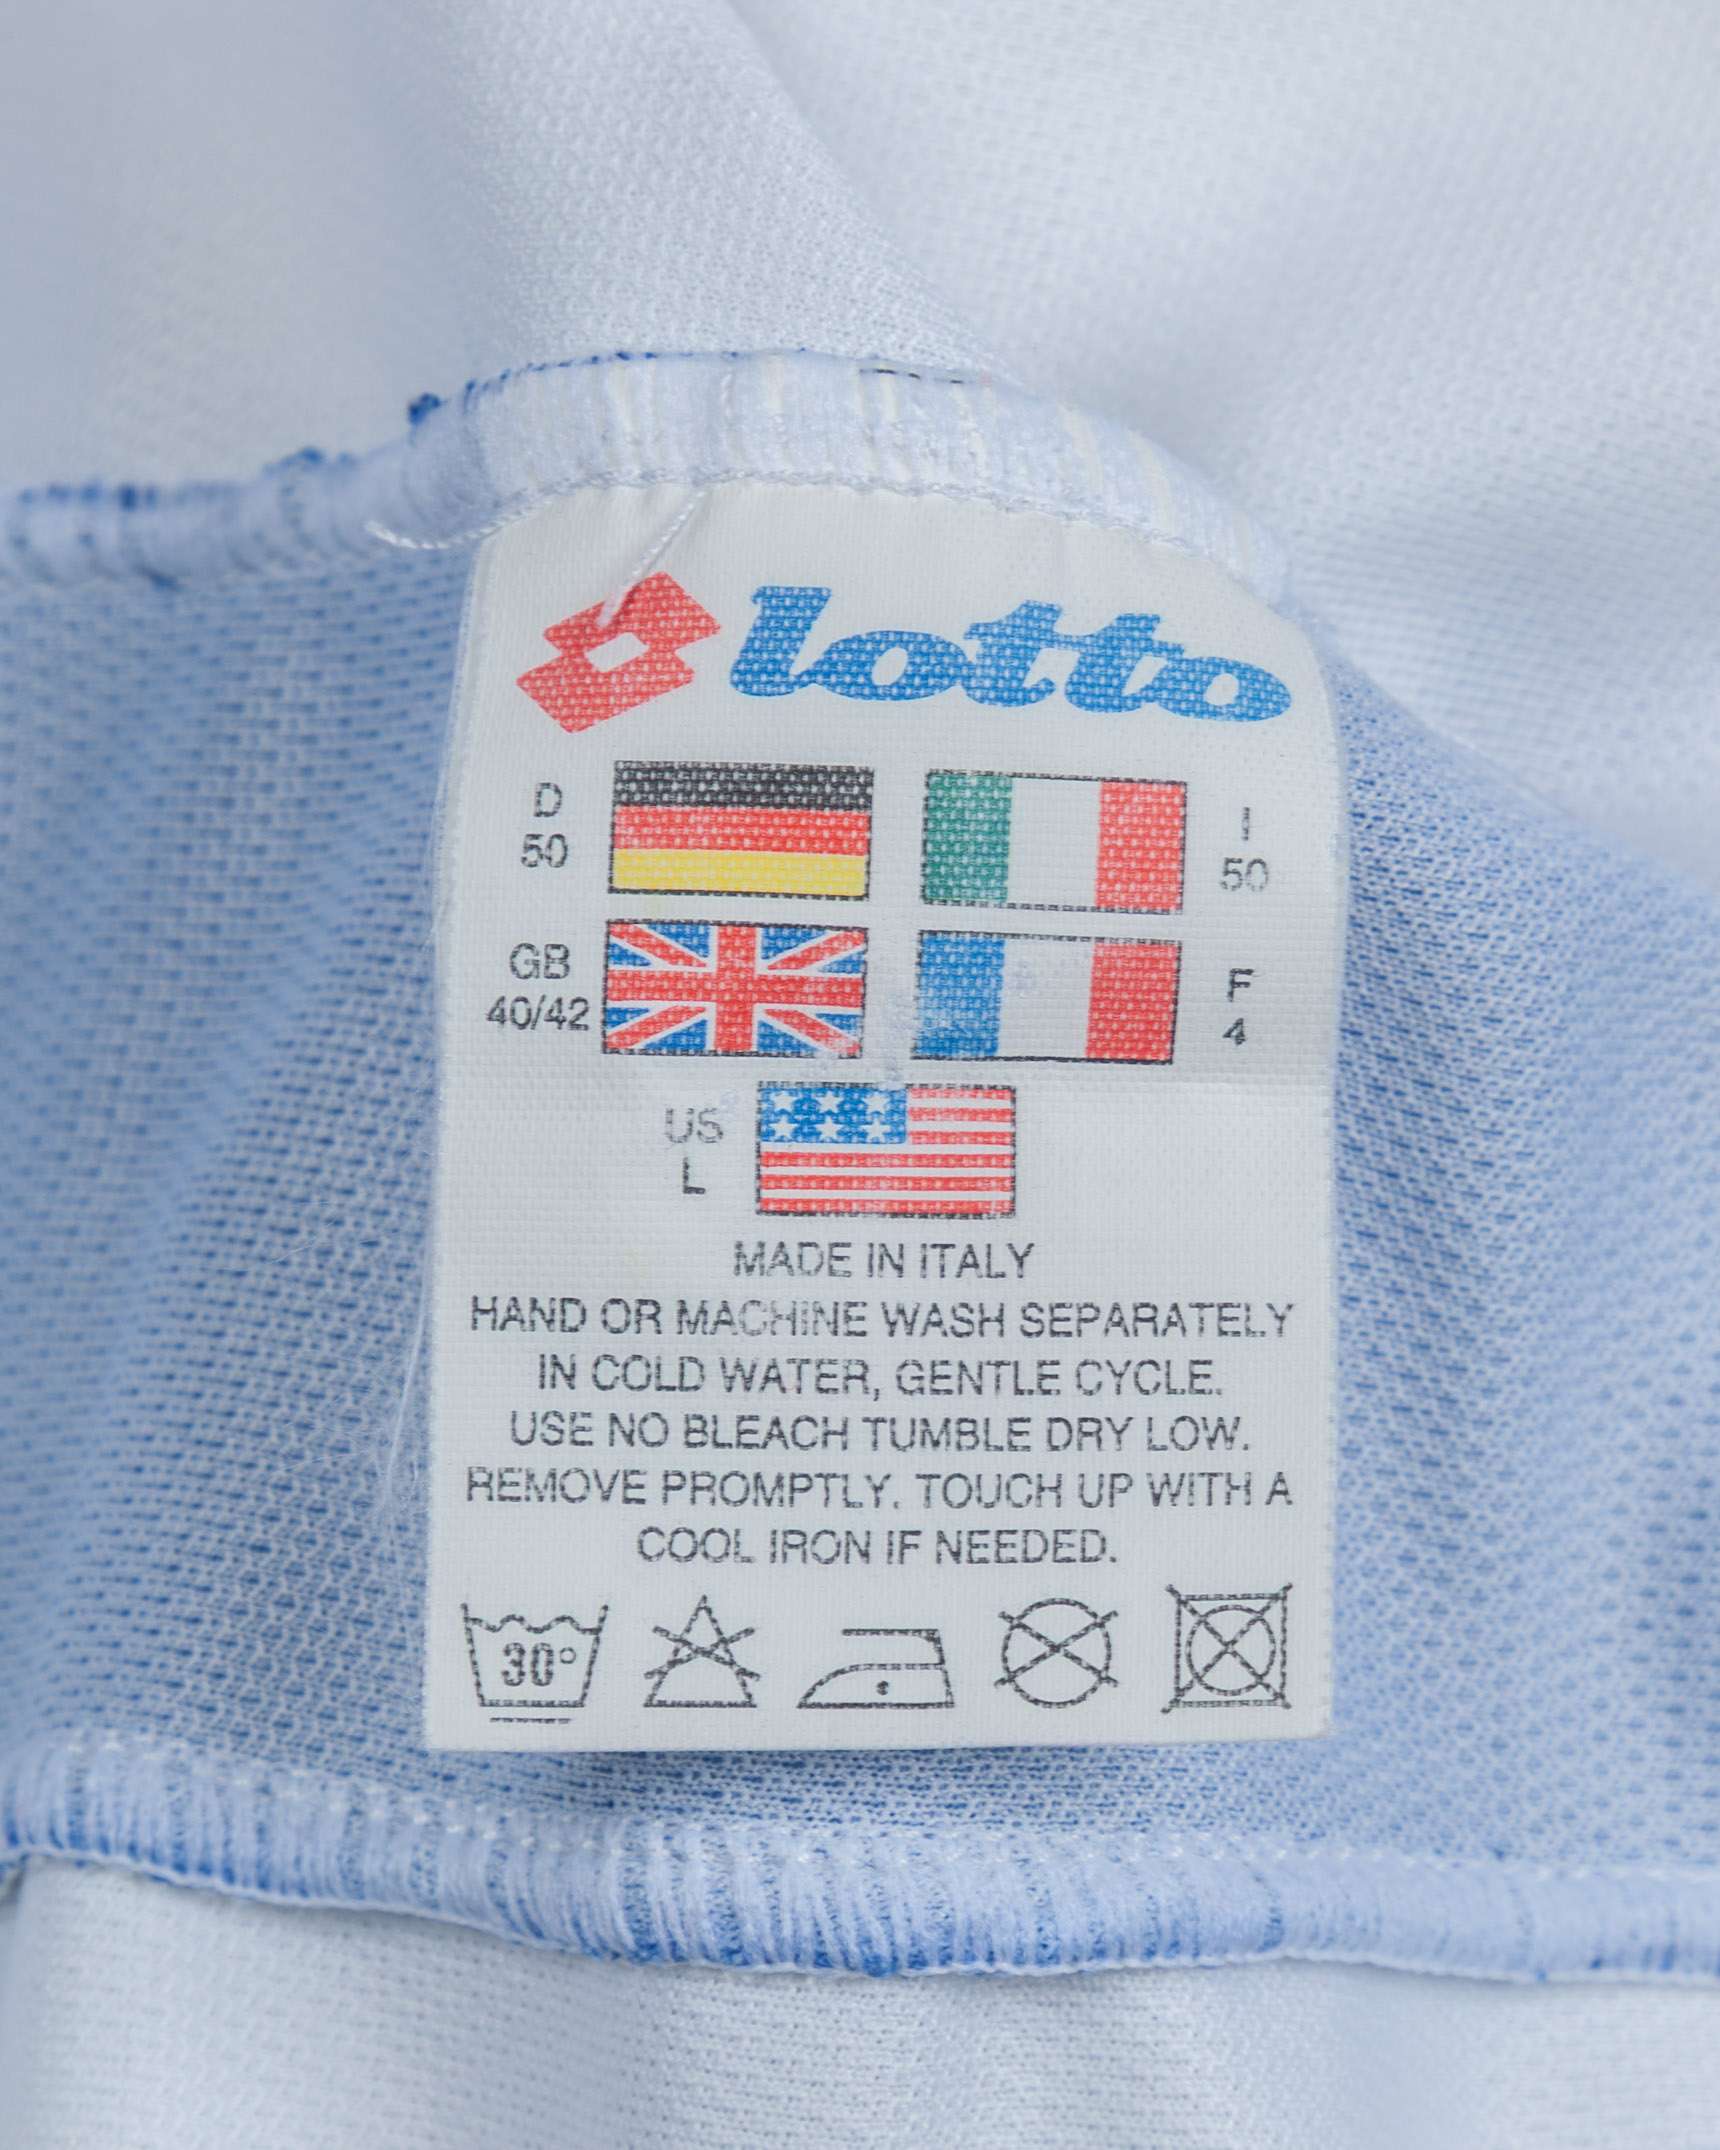 lotto
D
50
I
50
GB
40/42
F
4
US
L
MADE IN ITALY
HAND OR MACHINE WASH SEPARATELY
IN COLD WATER, GENTLE CYCLE.
USE NO BLEACH TUMBLE DRY LOW.
REMOVE PROMPTLY. TOUCH UP WITH A
COOL IRON IF NEEDED.
30°